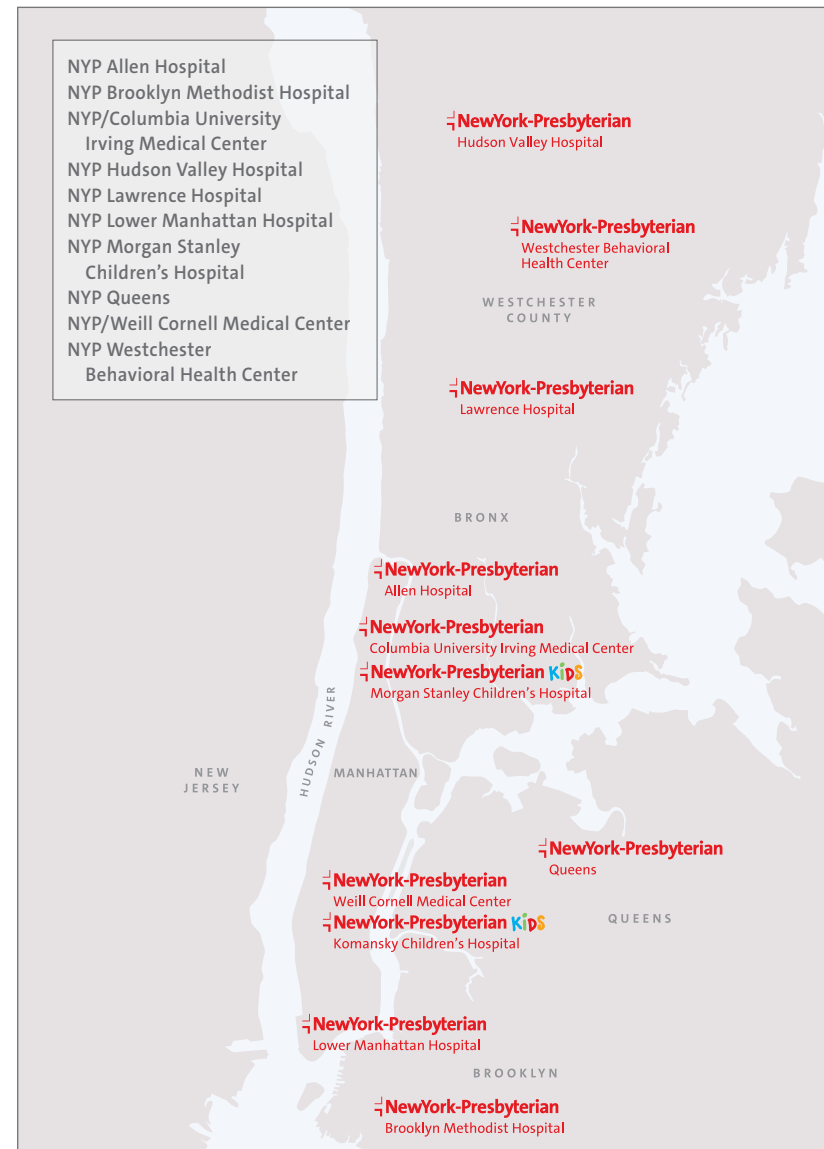 NYP Allen Hospital
NYP Brooklyn Methodist Hospital
NYP/Columbia University
Irving Medical Center
NYP Hudson Valley Hospital
NYP Lawrence Hospital
NYP Lower Manhattan Hospital
NYP Morgan Stanley
Children’s Hospital
NYP Queens
NYP/Weill Cornell Medical Center
NYP Westchester
Behavioral Health Center
NewYork-Presbyterian
Hudson Valley Hospital
NewYork-Presbyterian
Westchester Behavioral
Health Center
WESTCHESTER
COUNTY
NewYork-Presbyterian
Lawrence Hospital
BRONX
NewYork-Presbyterian
Allen Hospital
NewYork-Presbyterian
Columbia University Irving Medical Center
NewYork-Presbyterian KiDS
Morgan Stanley Children’s Hospital
HUDSON RIVER
NEW
JERSEY
MANHATTAN
NewYork-Presbyterian
Queens
NewYork-Presbyterian
Weill Cornell Medical Center
NewYork-Presbyterian KiDS
Komansky Children’s Hospital
QUEENS
NewYork-Presbyterian
Lower Manhattan Hospital
BROOKLYN
NewYork-Presbyterian
Brooklyn Methodist Hospital